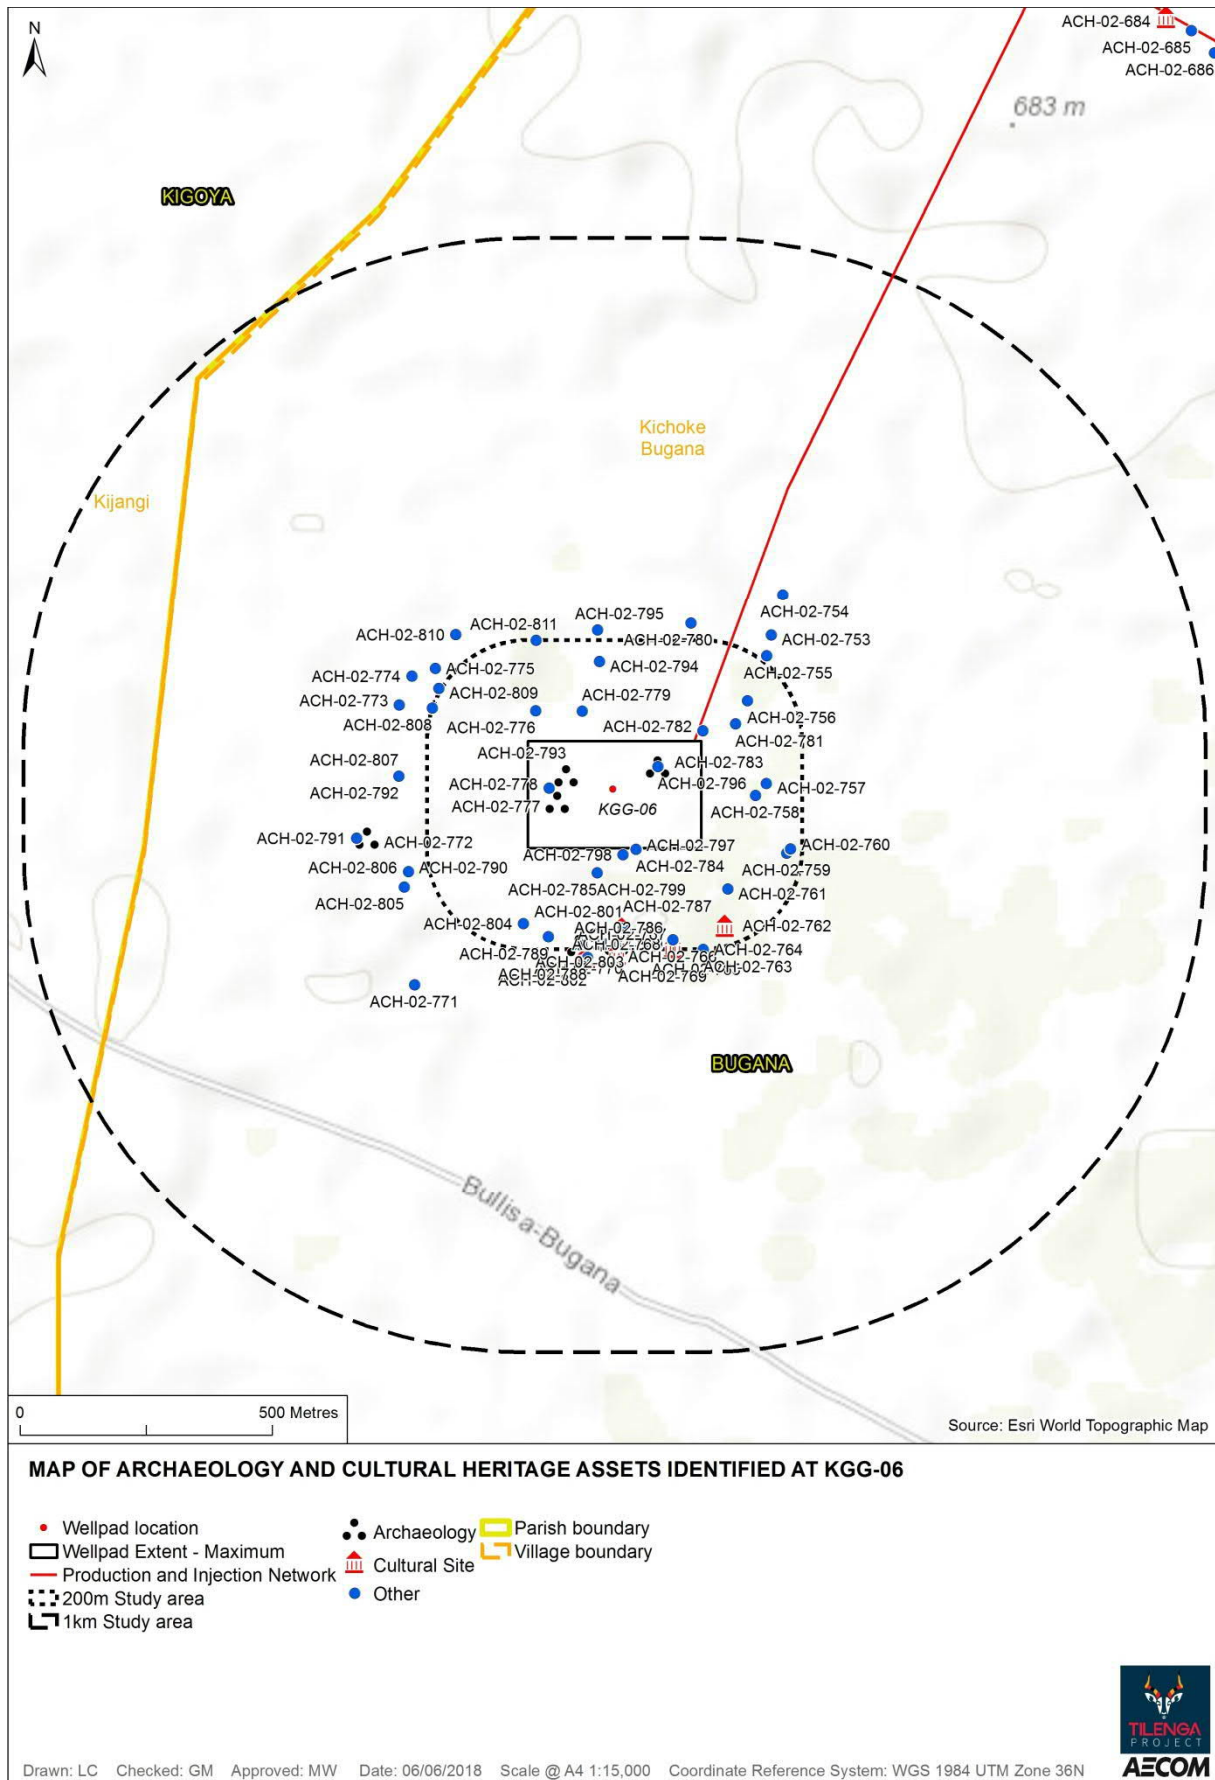 N
ACH-02-684
ACH-02-685
ACH-02-686
683 m
KIGOYA
Kichoke
Bugana
Kijangi
ACH-02-754
ACH-02-795
ACH-02-811
ACH-02-810
ACH-02-780
ACH-02-753
ACH-02-794
ACH-02-775
ACH-02-774
ACH-02-755
ACH-02-809
ACH-02-779
ACH-02-773
ACH-02-756
ACH-02-808
ACH-02-776
ACH-02-782
ACH-02-781
ACH-02-793
ACH-02-783
ACH-02-807
ACH-02-778
ACH-02-796
ACH-02-792
ACH-02-757
ACH-02-777
KGG-06
ACH-02-758
ACH-02-791
ACH-02-772
ACH-02-797
ACH-02-760
ACH-02-798
ACH-02-806
ACH-02-790
ACH-02-784
ACH-02-759
ACH-02-785
ACH-02-799
ACH-02-761
ACH-02-805
ACH-02-787
ACH-02-801
ACH-02-804
ACH-02-786
ACH-02-762
ACH-02-768
ACH-02-764
ACH-02-789
ACH-02-803
ACH-02-766
ACH-02-763
ACH-02-788
ACH-02-769
ACH-02-771
BUGANA
Bullisa-Bugana
0
500 Metres
Source: Esri World Topographic Map
MAP OF ARCHAEOLOGY AND CULTURAL HERITAGE ASSETS IDENTIFIED AT KGG-06
Wellpad location
Wellpad Extent - Maximum
Production and Injection Network
200m Study area
1km Study area
Archaeology
Cultural Site
Other
Parish boundary
Village boundary
TILENGA
PROJECT
AECOM
Drawn: LC Checked: GM Approved: MW Date: 06/06/2018 Scale @ A4 1:15,000 Coordinate Reference System: WGS 1984 UTM Zone 36N